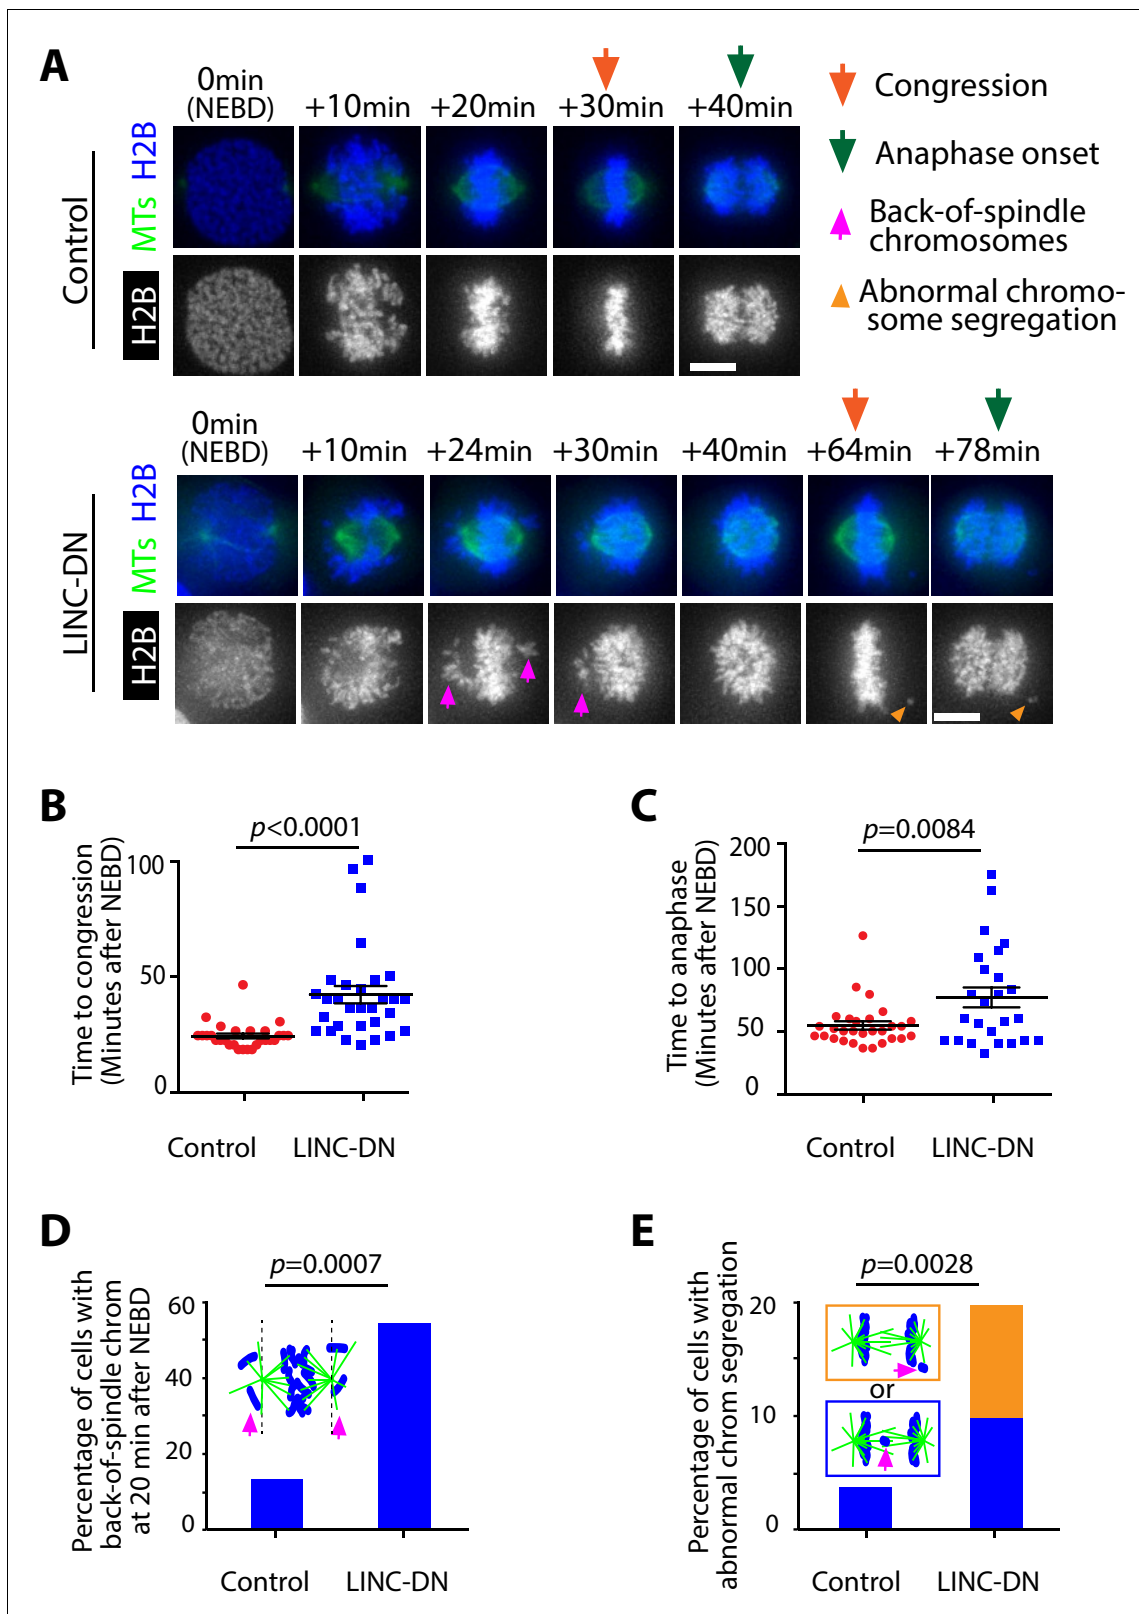 A
0min
(NEBD)
+10min
+20min
+30min
+40min
Congression
Anaphase onset
Back-of-spindle
chromosomes
Abnormal chromo-
some segregation
Control
MTs H2B
H2B
0min
(NEBD)
+10min
+24min
+30min
+40min
+64min
+78min
LINC-DN
MTs H2B
H2B
B
p<0.0001
Time to congression
(Minutes after NEBD)
100
50
0
Control
LINC-DN
C
p=0.0084
Time to anaphase
(Minutes after NEBD)
200
150
100
50
0
Control
LINC-DN
D
p=0.0007
Percentage of cells with
back-of-spindle chrom
at 20 min after NEBD
60
40
20
0
Control
LINC-DN
E
p=0.0028
Percentage of cells with
abnormal chrom segregation
20
10
0
or
Control
LINC-DN